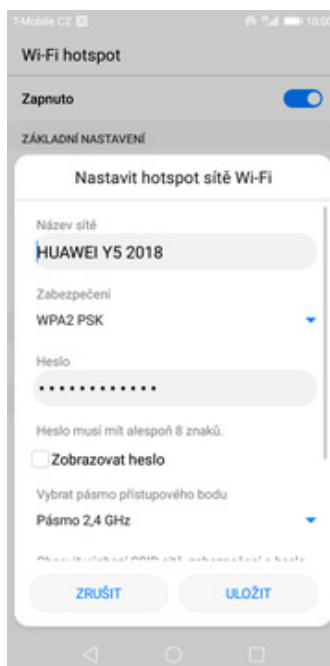 T-Mobile CZ
10:00
Wi-Fi hotspot
Zapnuto
ZÁKLADNÍ NASTAVENÍ
Nastavit hotspot sítě Wi-Fi
Název sítě
HUAWEI Y5 2018
Zabezpečení
WPA2 PSK
Heslo
••••••••••••
Heslo musí mít alespoň 8 znaků.
Zobrazovat heslo
Vybrat pásmo přístupového bodu
Pásmo 2,4 GHz
ZRUŠIT
ULOŽIT